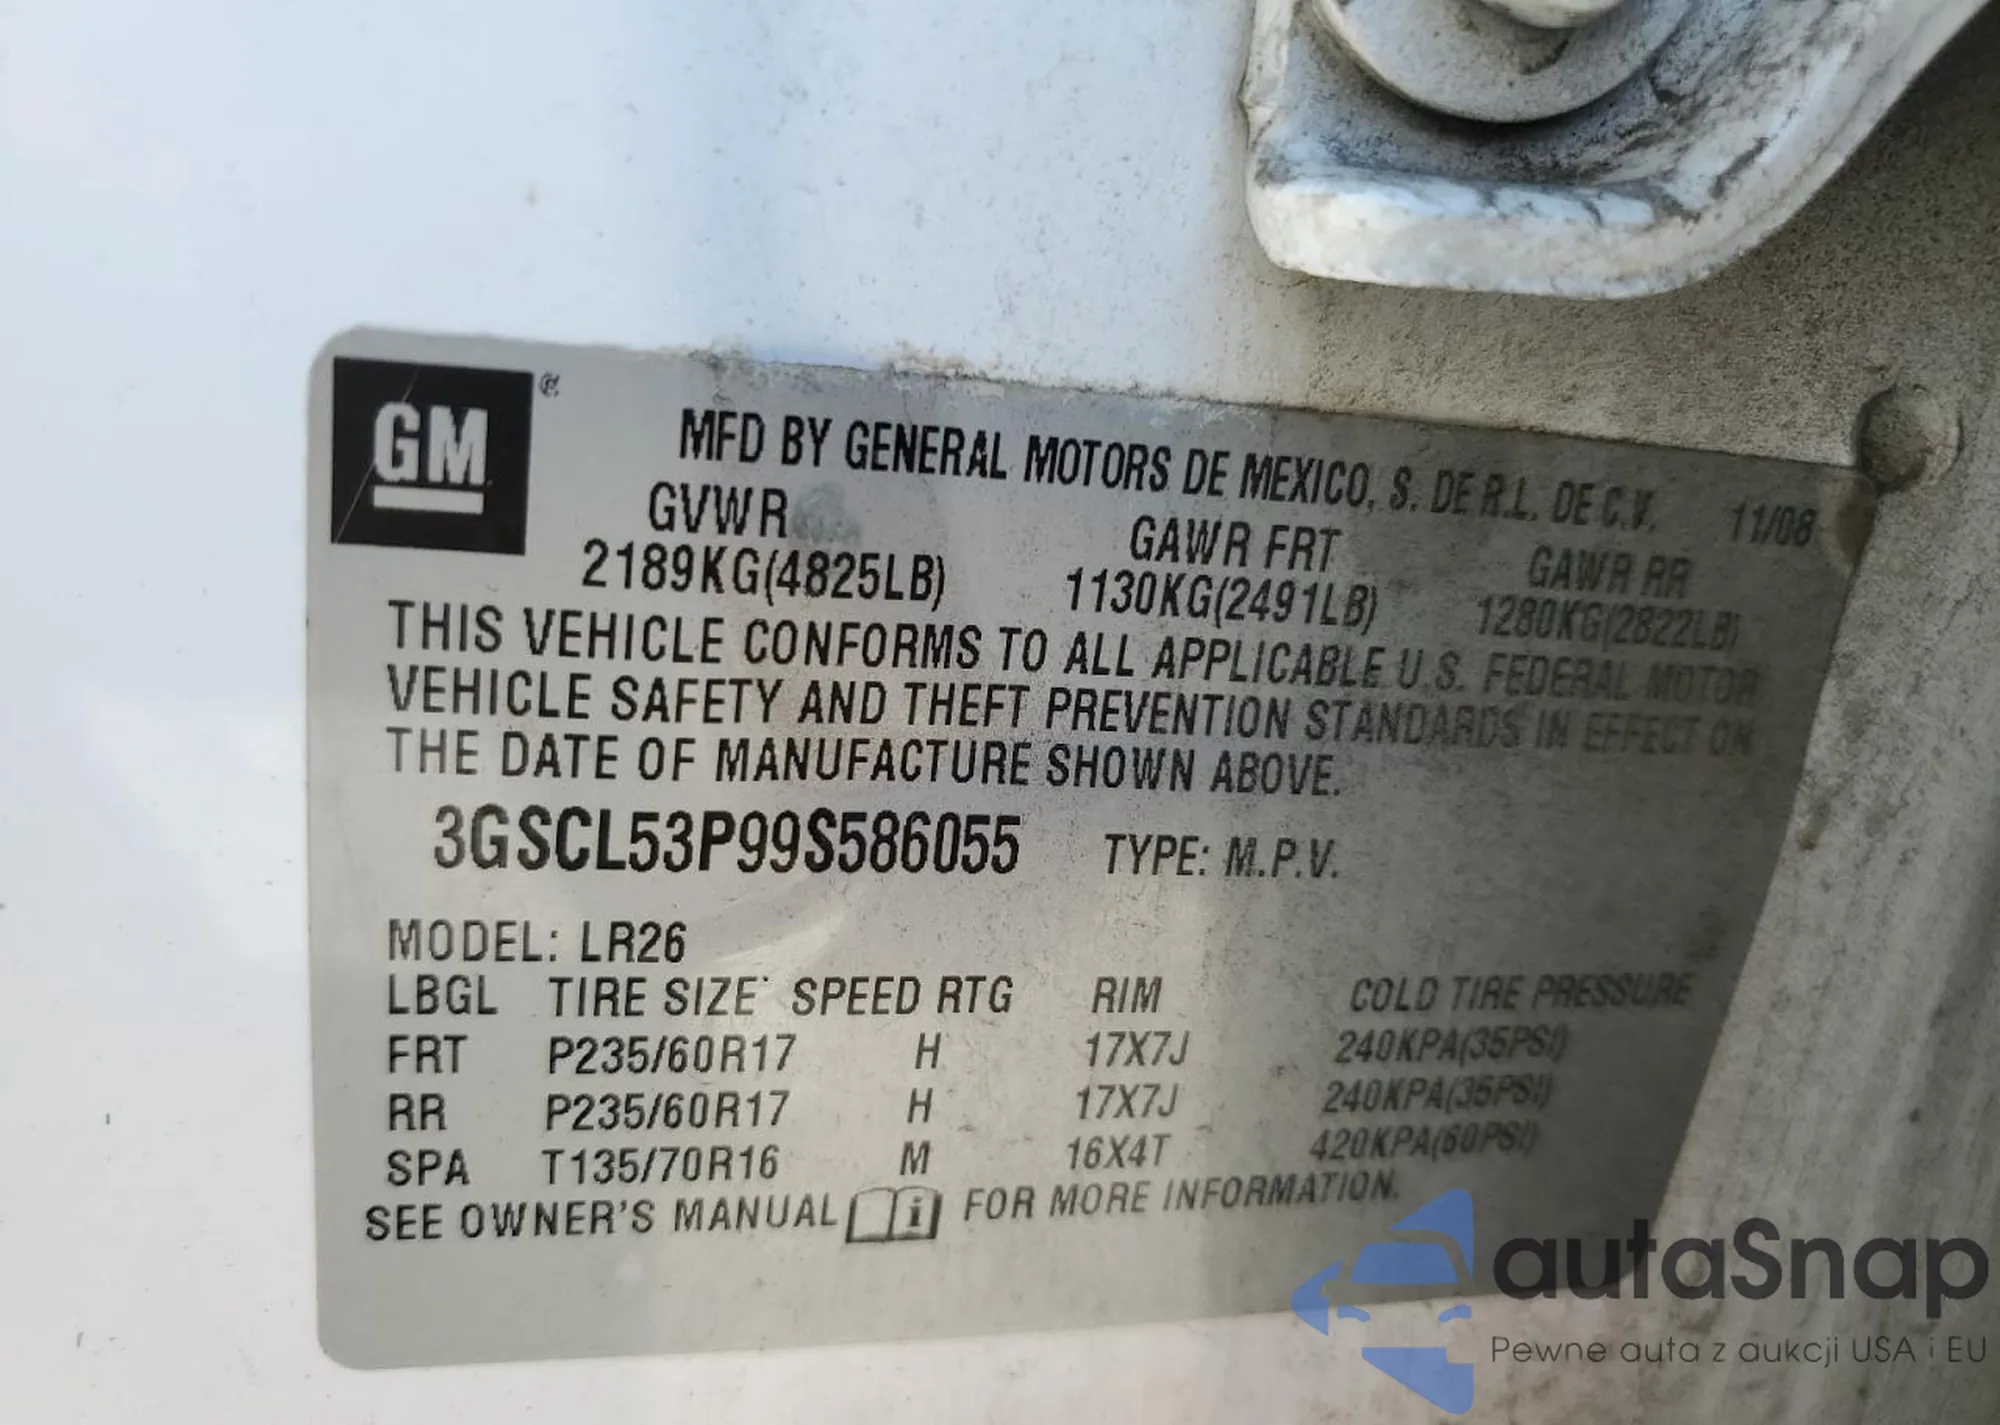 GM ®
MFD BY GENERAL MOTORS DE MEXICO, S. DE R.L. DE C.V. 11/08
GVWR GAWR FRT GAWR RR
2189KG(4825LB) 1130KG(2491LB) 1280KG(2822LB)
THIS VEHICLE CONFORMS TO ALL APPLICABLE U.S. FEDERAL MOTOR
VEHICLE SAFETY AND THEFT PREVENTION STANDARDS IN EFFECT ON
THE DATE OF MANUFACTURE SHOWN ABOVE.
3GSCL53P99S586055 TYPE: M.P.V.
MODEL: LR26
LBGL TIRE SIZE SPEED RTG RIM COLD TIRE PRESSURE
FRT P235/60R17 H 17X7J 240KPA(35PSI)
RR P235/60R17 H 17X7J 240KPA(35PSI)
SPA T135/70R16 M 16X4T 420KPA(60PSI)
SEE OWNER'S MANUAL i FOR MORE INFORMATION.
autaSnap
Pewne auta z aukcji USA i EU